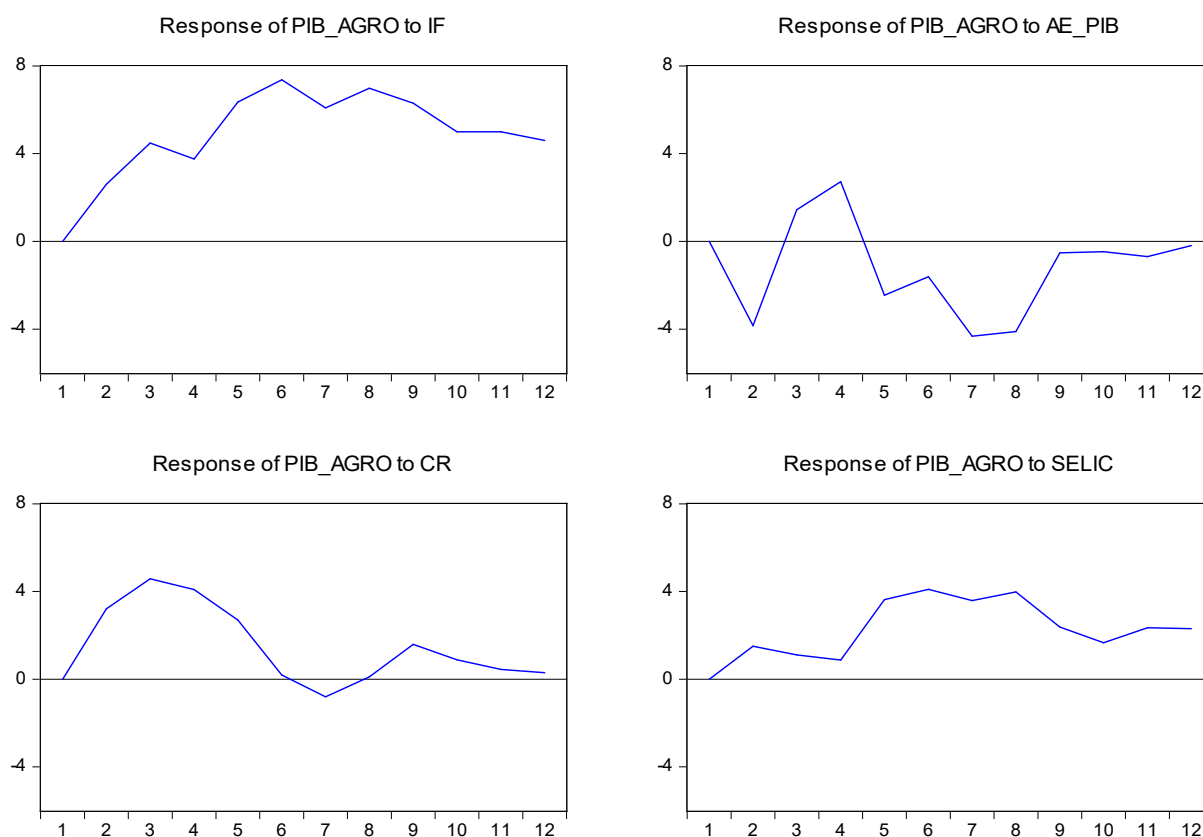 Response of PIB_AGRO to IF
8
4
0
-4
1 2 3 4 5 6 7 8 9 10 11 12
Response of PIB_AGRO to AE_PIB
8
4
0
-4
1 2 3 4 5 6 7 8 9 10 11 12
Response of PIB_AGRO to CR
8
4
0
-4
1 2 3 4 5 6 7 8 9 10 11 12
Response of PIB_AGRO to SELIC
8
4
0
-4
1 2 3 4 5 6 7 8 9 10 11 12